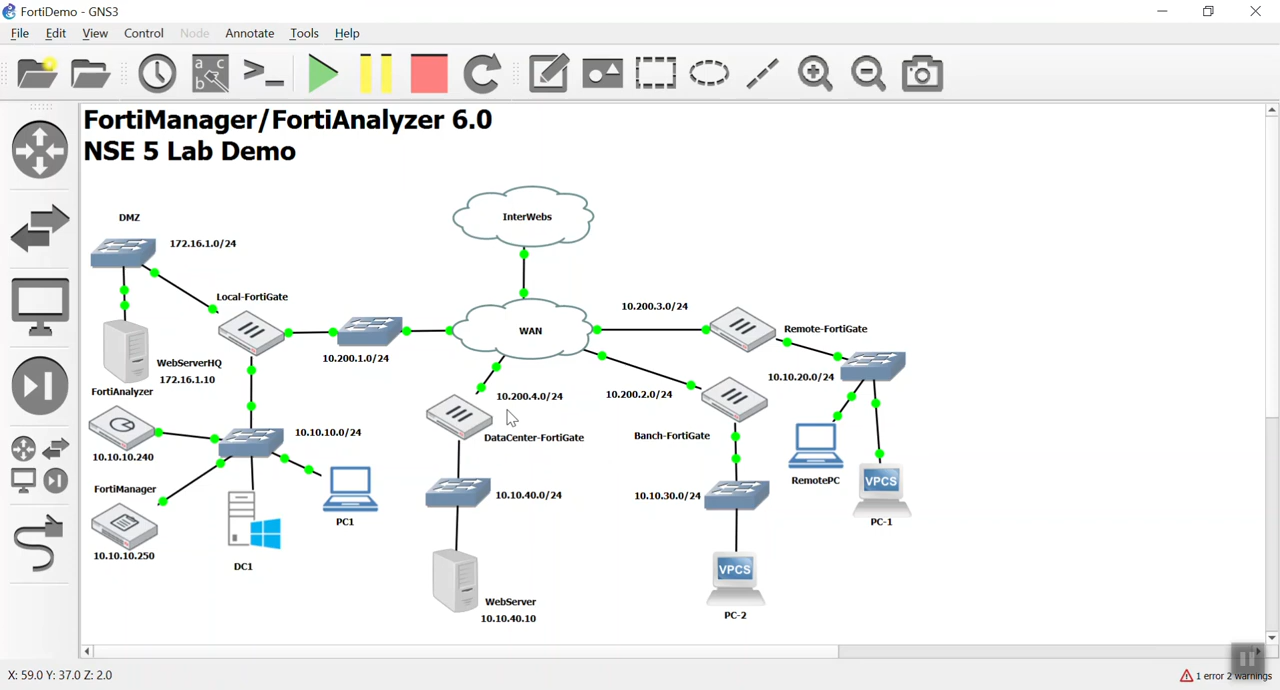 FortiDemo - GNS3
File Edit View Control Node Annotate Tools Help
a c
b
FortiManager/FortiAnalyzer 6.0
NSE 5 Lab Demo
DMZ
172.16.1.0/24
InterWebs
Local-FortiGate
10.200.3.0/24
WAN
Remote-FortiGate
10.200.1.0/24
WebServerHQ
172.16.1.10
10.10.20.0/24
FortiAnalyzer
10.200.4.0/24
10.200.2.0/24
10.10.10.0/24
DataCenter-FortiGate
Banch-FortiGate
10.10.10.240
RemotePC
VPCS
FortiManager
10.10.40.0/24
10.10.30.0/24
PC1
PC-1
10.10.10.250
DC1
VPCS
WebServer
10.10.40.10
PC-2
X: 59.0 Y: 37.0 Z: 2.0
1 error 2 warnings